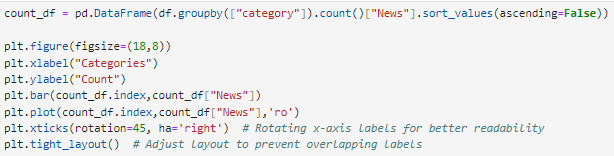 count_df = pd.DataFrame(df.groupby(["category"]).count()["News"].sort_values(ascending=False))
plt.figure(figsize=(18,8))
plt.xlabel("Categories")
plt.ylabel("Count")
plt.bar(count_df.index,count_df["News"])
plt.plot(count_df.index,count_df["News"],'ro')
plt.xticks(rotation=45, ha='right')  # Rotating x-axis labels for better readability
plt.tight_layout()  # Adjust layout to prevent overlapping labels